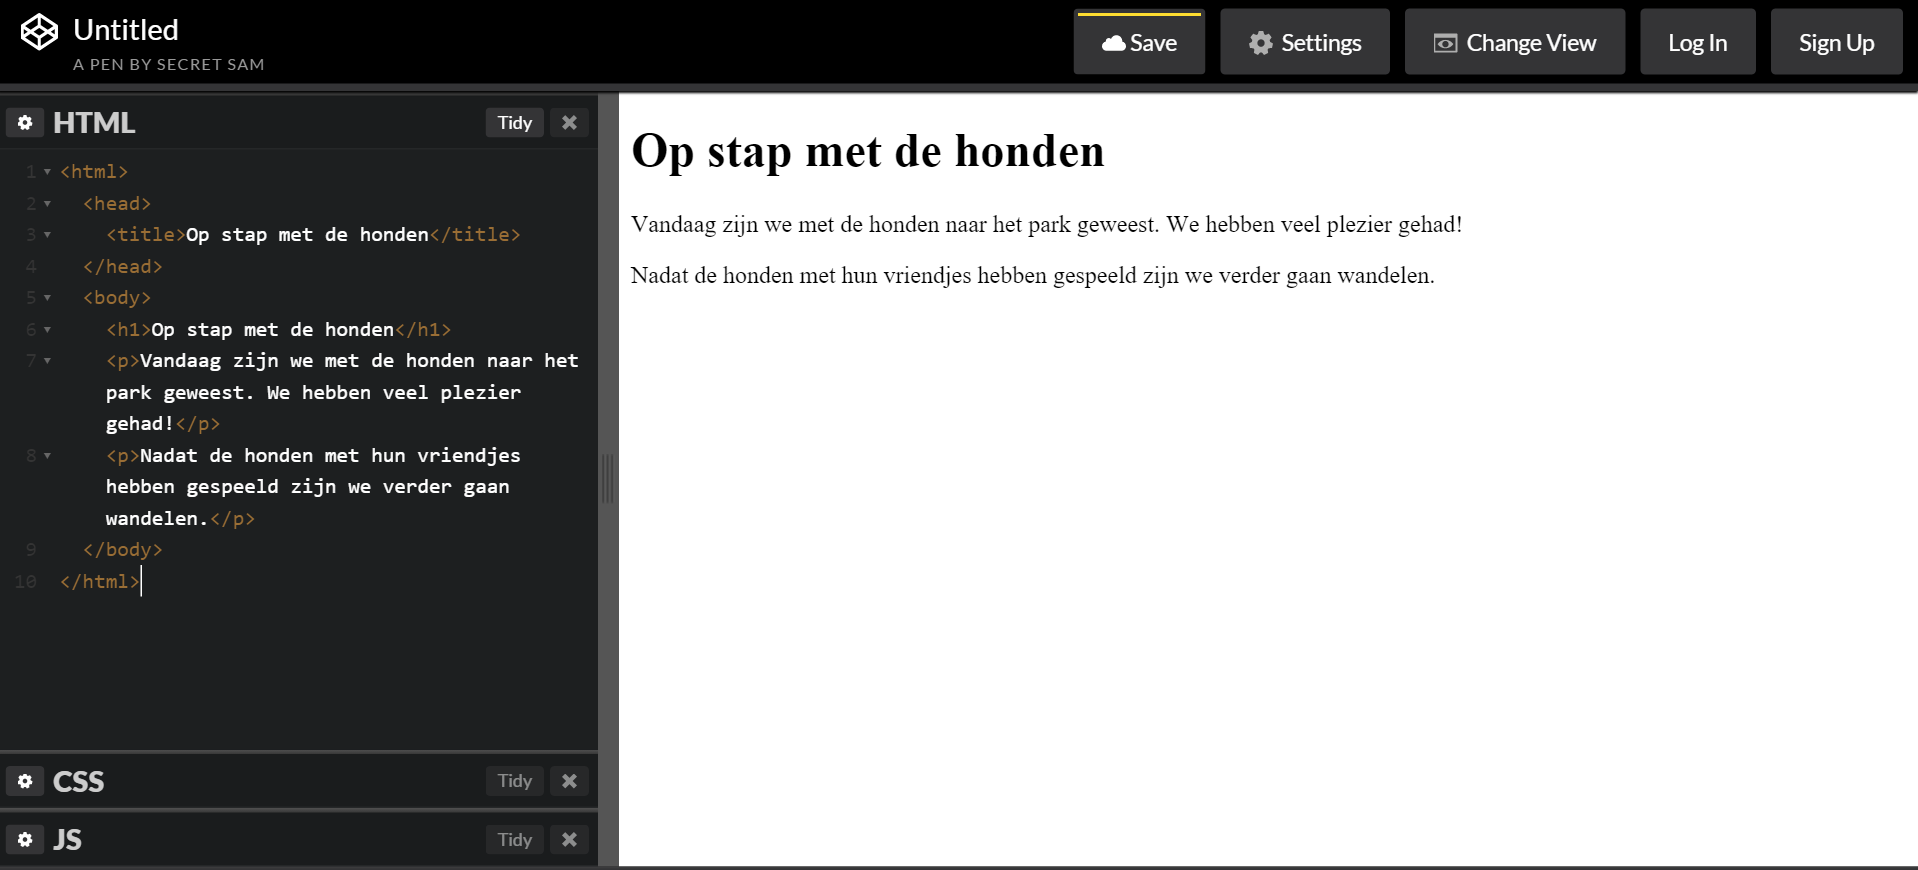 Untitled
A PEN BY SECRET SAM
Save
Settings
Change View
Log In
Sign Up
HTML
Tidy
1 <html>
2 <head>
3 <title>Op stap met de honden</title>
4 </head>
5 <body>
6 <h1>Op stap met de honden</h1>
7 <p>Vandaag zijn we met de honden naar het
park geweest. We hebben veel plezier
gehad!</p>
8 <p>Nadat de honden met hun vriendjes
hebben gespeeld zijn we verder gaan
wandelen.</p>
9 </body>
10 </html>
CSS
Tidy
JS
Tidy
Op stap met de honden
Vandaag zijn we met de honden naar het park geweest. We hebben veel plezier gehad!
Nadat de honden met hun vriendjes hebben gespeeld zijn we verder gaan wandelen.